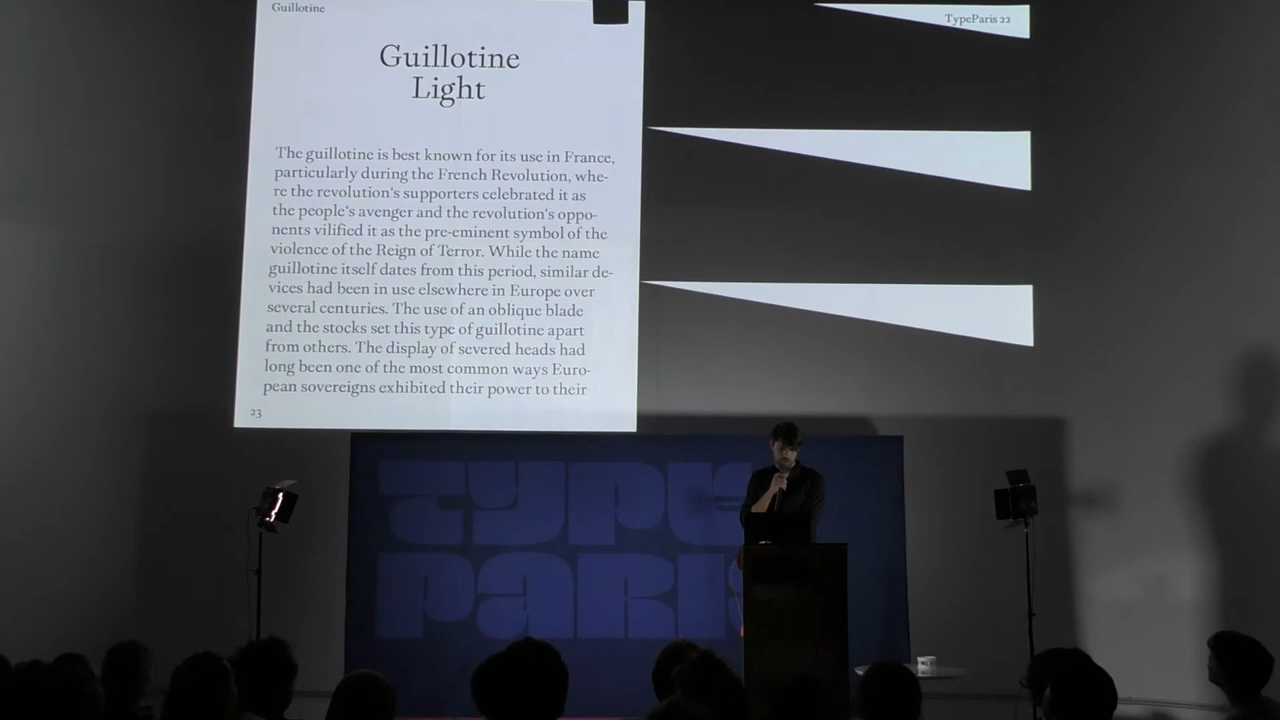 Guillotine
TypeParis 22
Guillotine
Light
The guillotine is best known for its use in France,
particularly during the French Revolution, whe-
re the revolution‘s supporters celebrated it as
the people‘s avenger and the revolution‘s oppo-
nents vilified it as the pre-eminent symbol of the
violence of the Reign of Terror. While the name
guillotine itself dates from this period, similar de-
vices had been in use elsewhere in Europe over
several centuries. The use of an oblique blade
and the stocks set this type of guillotine apart
from others. The display of severed heads had
long been one of the most common ways Euro-
pean sovereigns exhibited their power to their
23
TYPE
PARIS